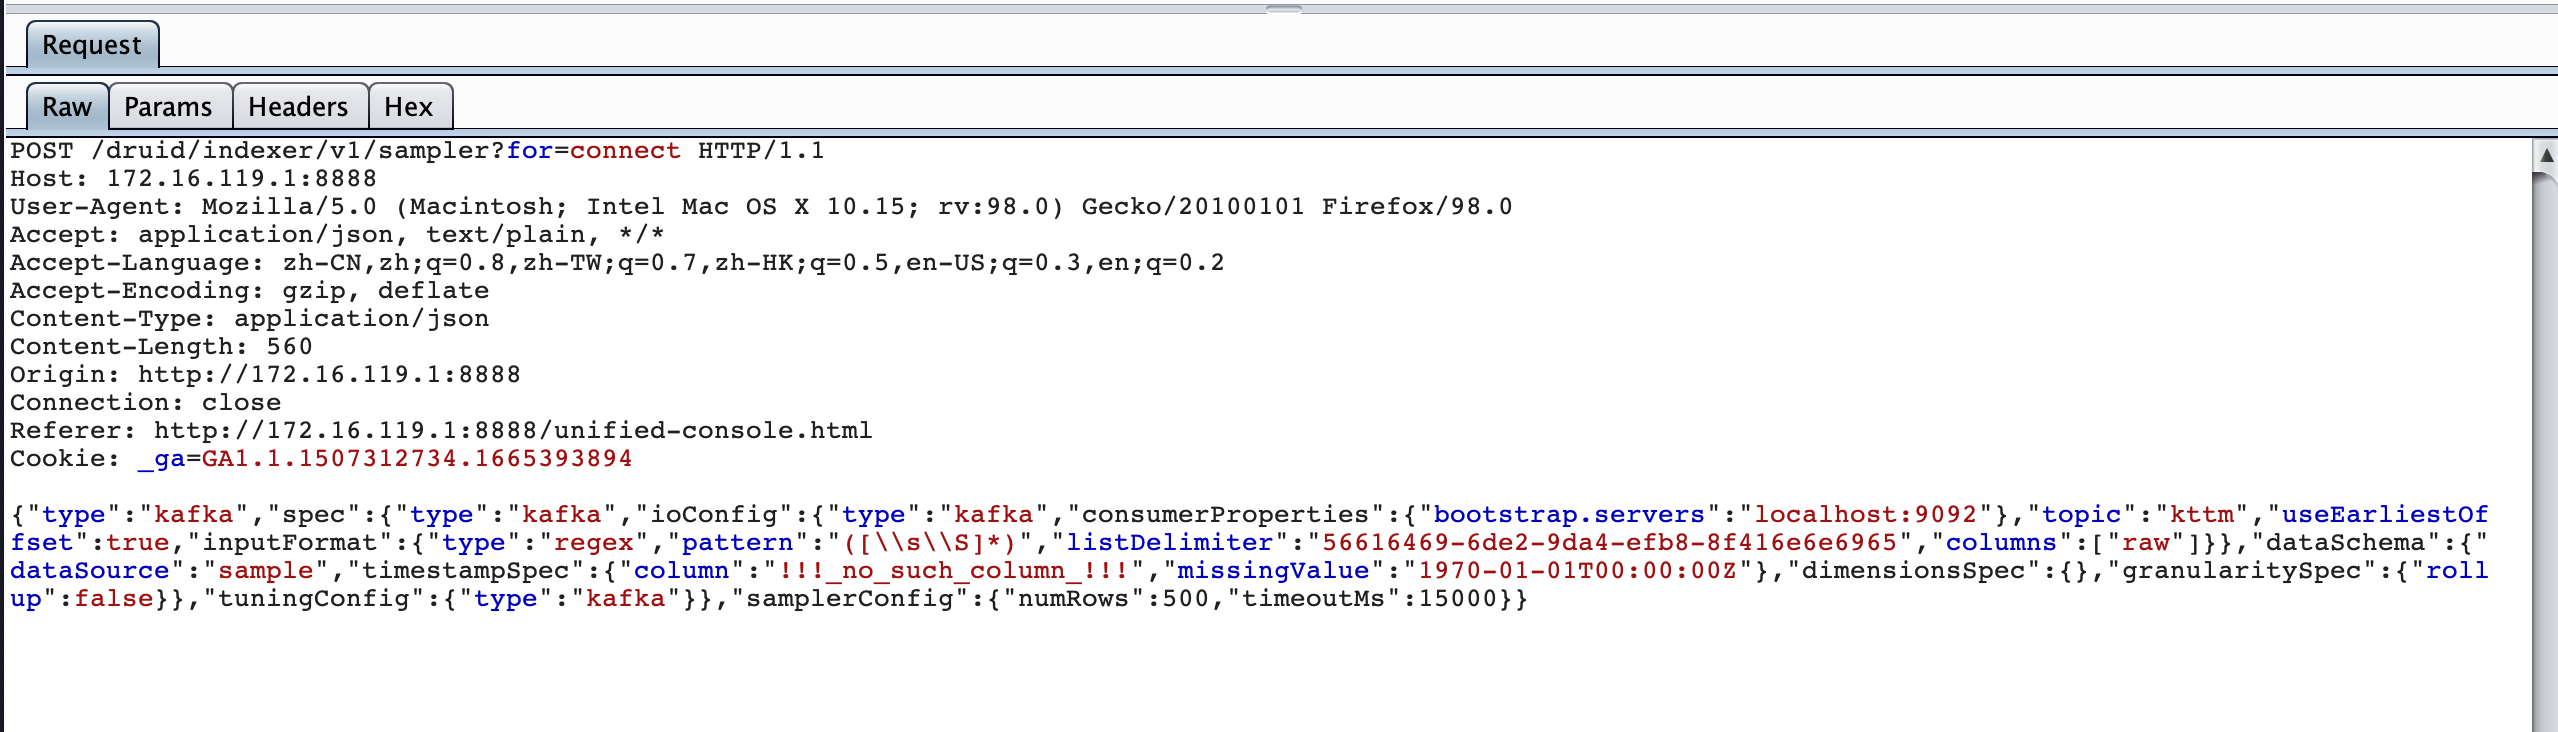 Request
Raw Params Headers Hex
POST /druid/indexer/v1/sampler?for=connect HTTP/1.1
Host: 172.16.119.1:8888
User-Agent: Mozilla/5.0 (Macintosh; Intel Mac OS X 10.15; rv:98.0) Gecko/20100101 Firefox/98.0
Accept: application/json, text/plain, */*
Accept-Language: zh-CN,zh;q=0.8,zh-TW;q=0.7,zh-HK;q=0.5,en-US;q=0.3,en;q=0.2
Accept-Encoding: gzip, deflate
Content-Type: application/json
Content-Length: 560
Origin: http://172.16.119.1:8888
Connection: close
Referer: http://172.16.119.1:8888/unified-console.html
Cookie: _ga=GA1.1.1507312734.1665393894
{"type":"kafka","spec":{"type":"kafka","ioConfig":{"type":"kafka","consumerProperties":{"bootstrap.servers":"localhost:9092"},"topic":"kttm","useEarliestOf
fset":true,"inputFormat":{"type":"regex","pattern":"([\\s\\S]*)","listDelimiter":"56616469-6de2-9da4-efb8-8f416e6e6965","columns":["raw"]}},"dataSchema":{"
dataSource":"sample","timestampSpec":{"column":"!!!_no_such_column_!!!","missingValue":"1970-01-01T00:00:00Z"},"dimensionsSpec":{},"granularitySpec":{"roll
up":false}},"tuningConfig":{"type":"kafka"}},"samplerConfig":{"numRows":500,"timeoutMs":15000}}